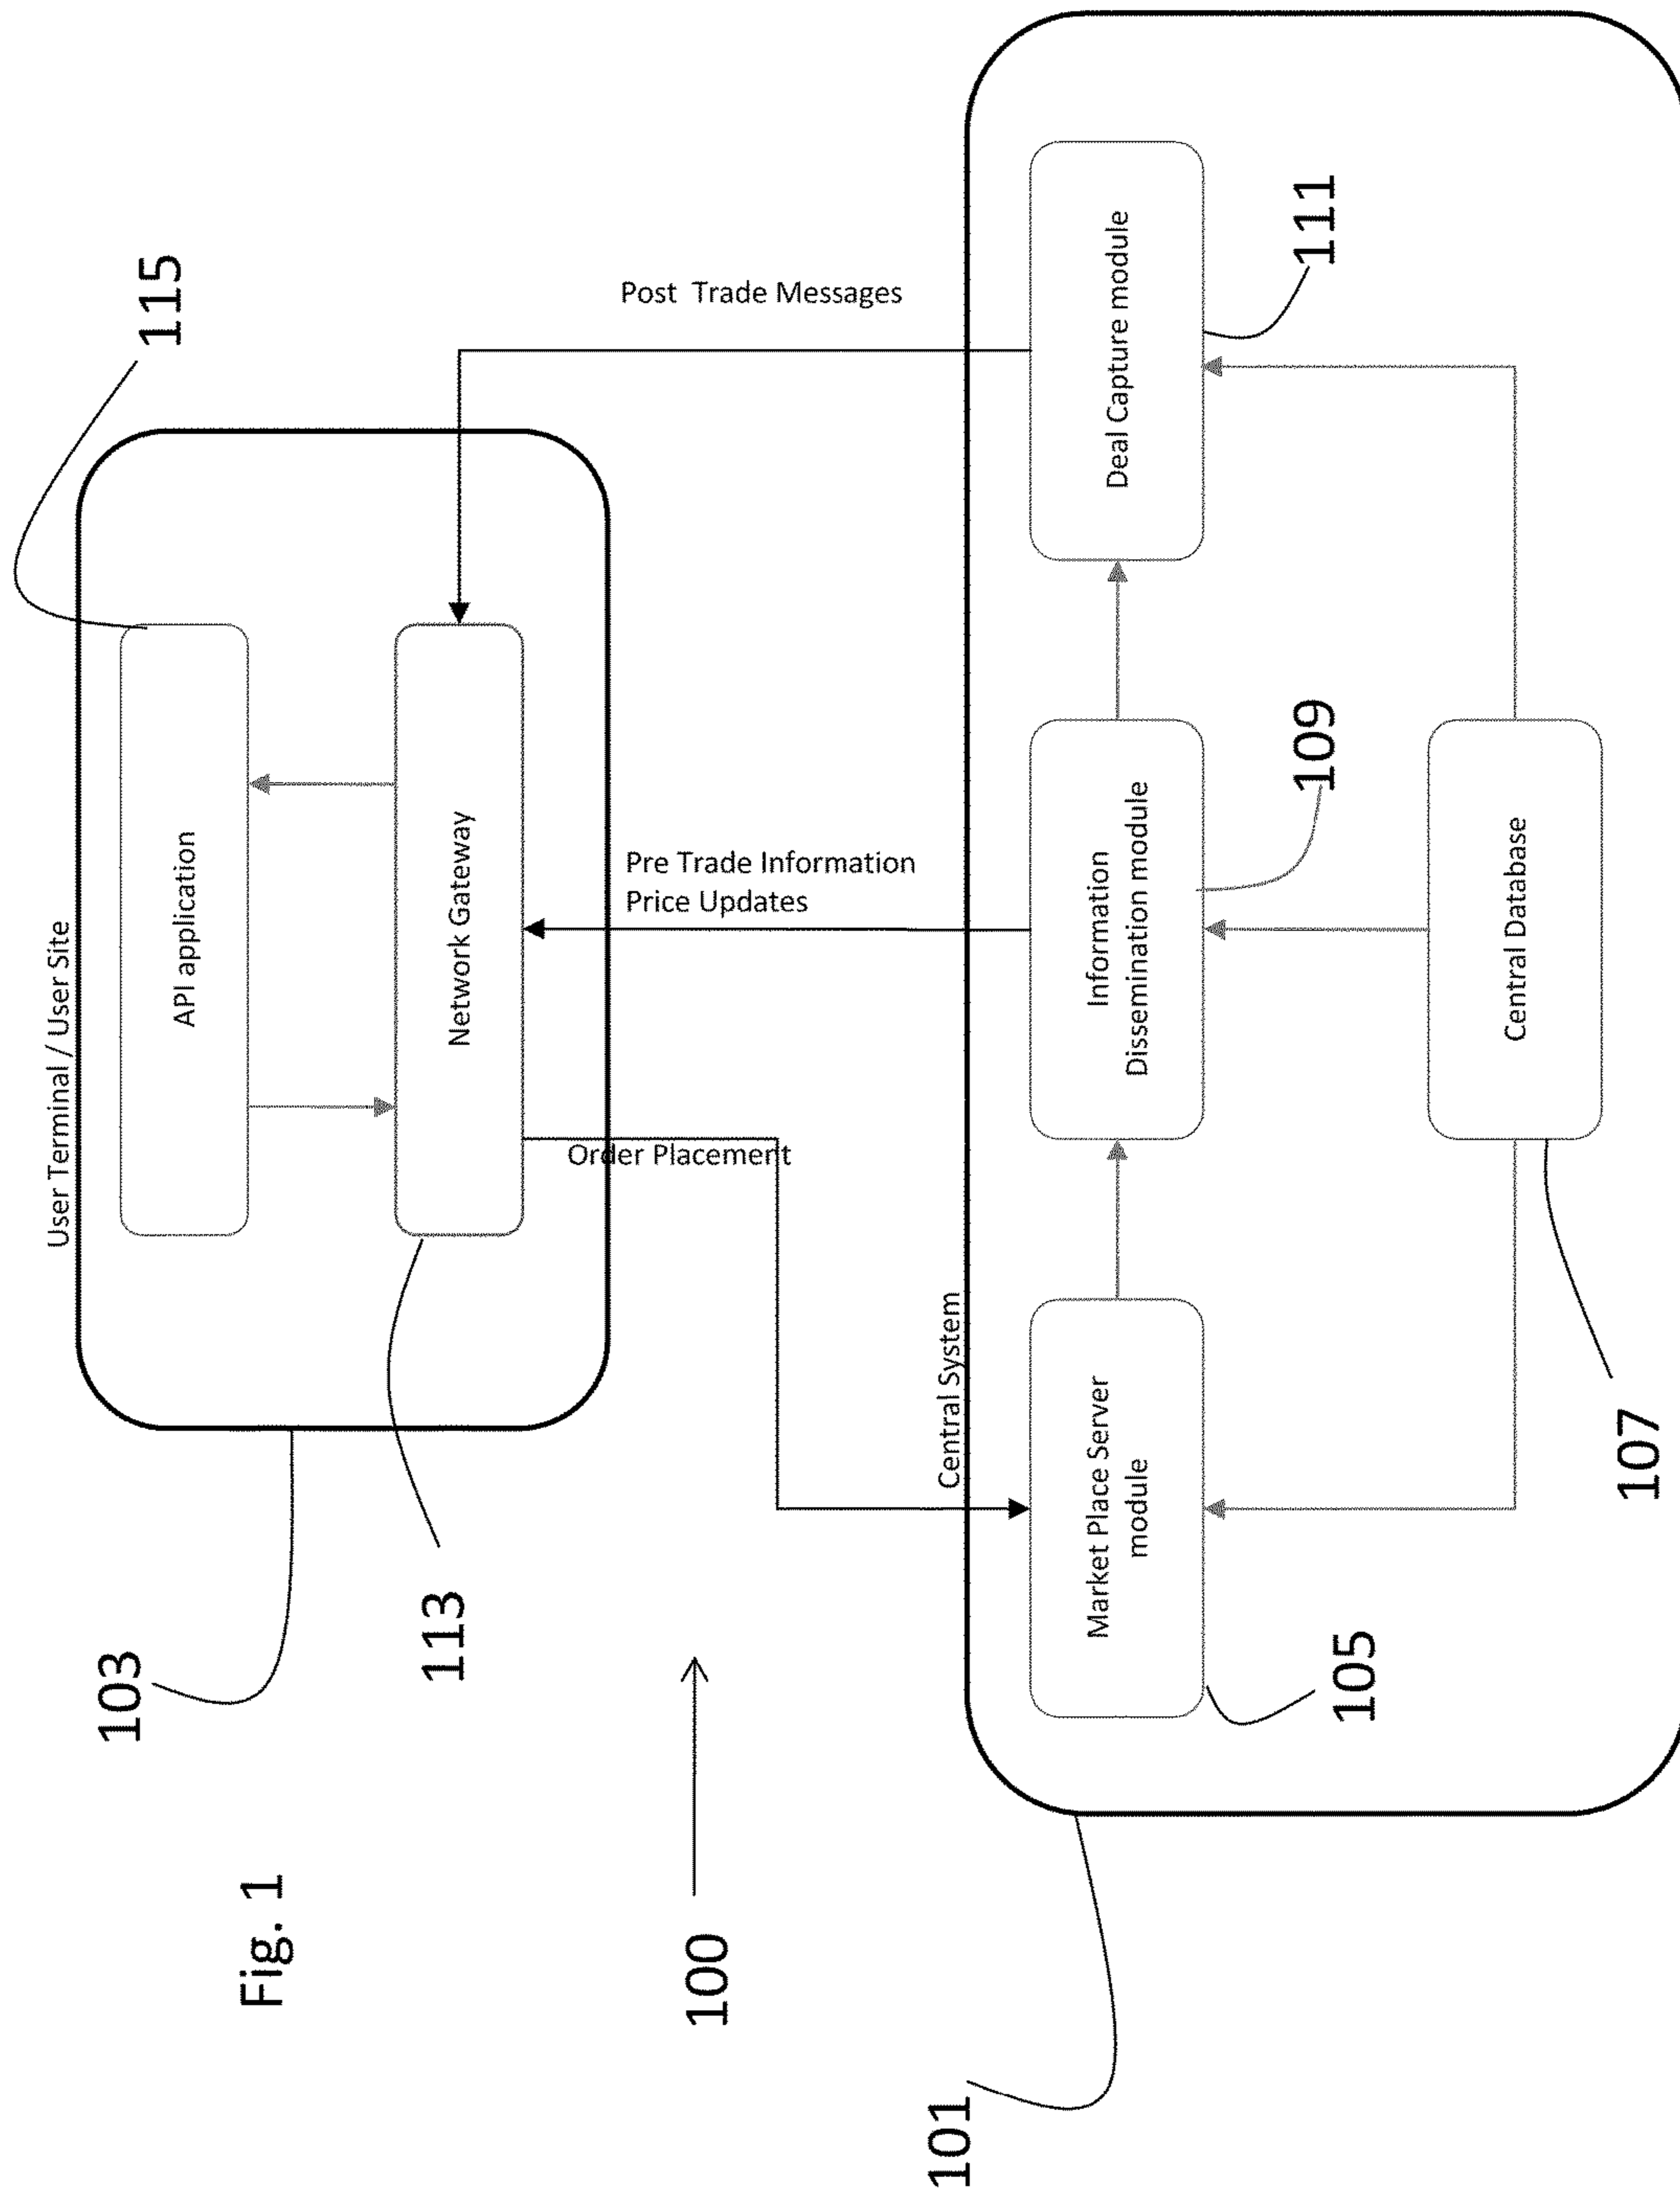 Fig. 1
103
User Terminal / User Site
115
API application
Network Gateway
113
100
Order Placement
Pre Trade Information
Price Updates
Post Trade Messages
101
Central System
Market Place Server
module
105
Information
Dissemination module
109
Deal Capture module
111
Central Database
107